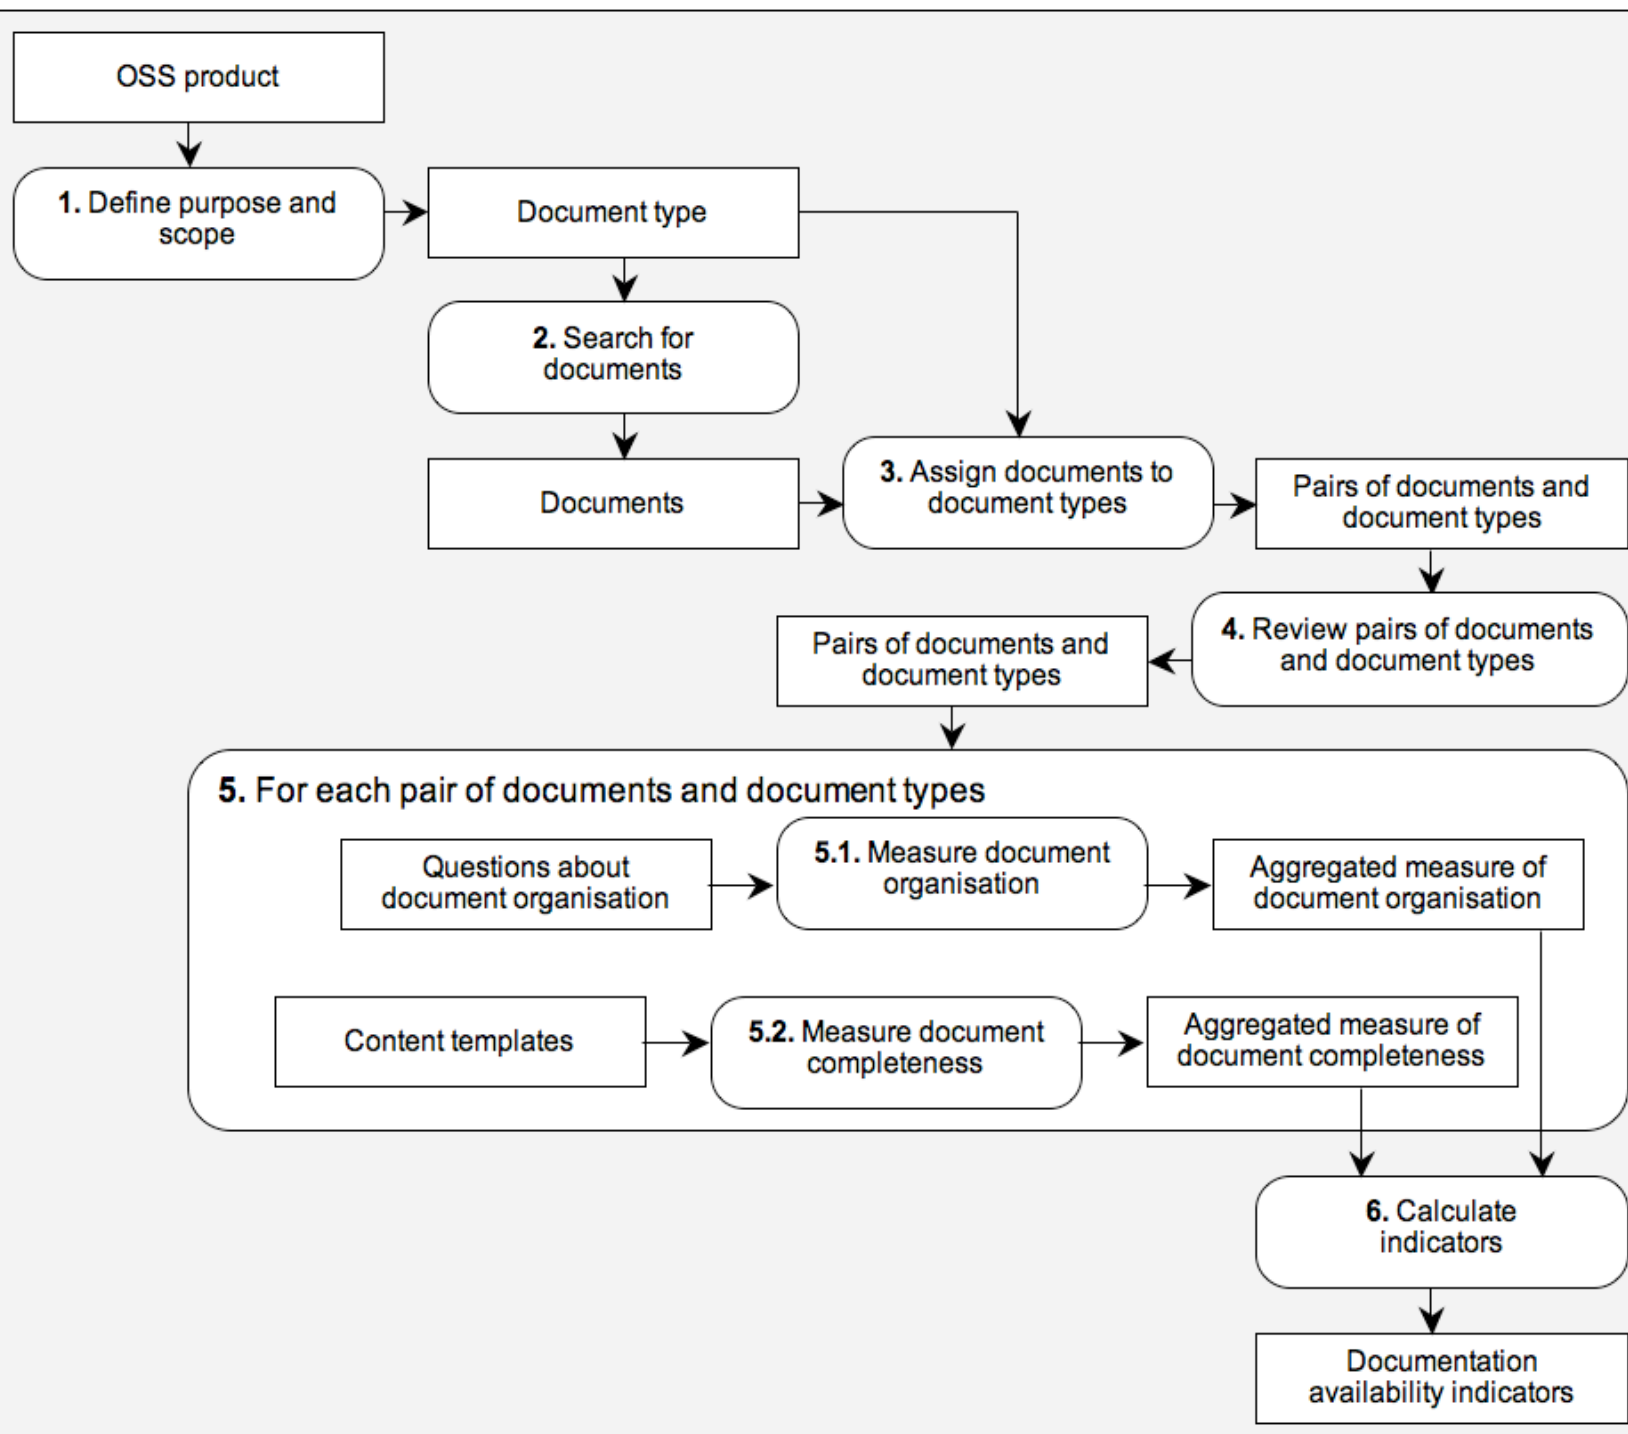 OSS product
1. Define purpose and
scope
Document type
2. Search for
documents
Documents
3. Assign documents to
document types
Pairs of documents and
document types
4. Review pairs of documents
and document types
Pairs of documents and
document types
5. For each pair of documents and document types
Questions about
document organisation
5.1. Measure document
organisation
Aggregated measure of
document organisation
Content templates
5.2. Measure document
completeness
Aggregated measure of
document completeness
6. Calculate
indicators
Documentation
availability indicators